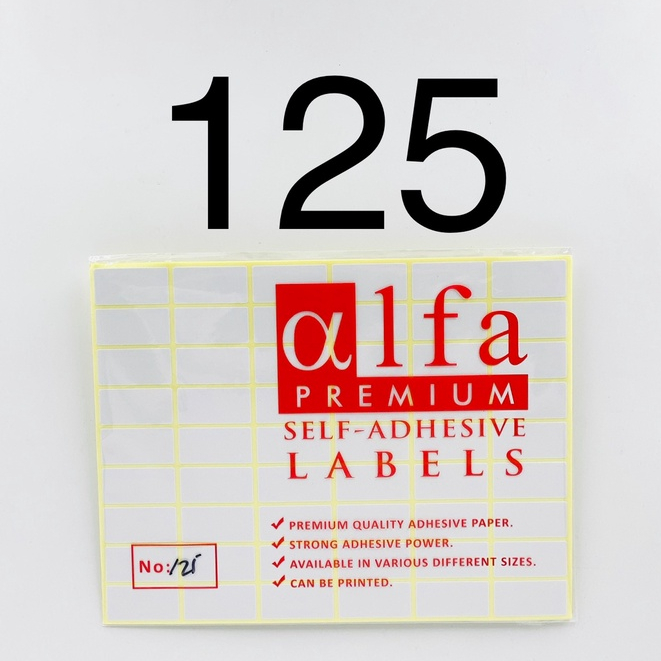 125
αlfa
PREMIUM
SELF-ADHESIVE
LABELS
✓ PREMIUM QUALITY ADHESIVE PAPER.
✓ STRONG ADHESIVE POWER.
✓ AVAILABLE IN VARIOUS DIFFERENT SIZES.
✓ CAN BE PRINTED.
No: 125